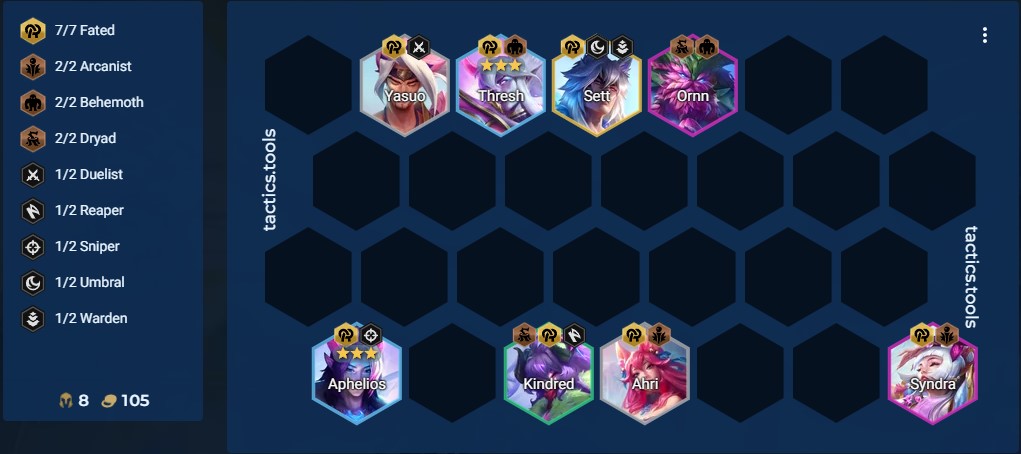 7/7 Fated
2/2 Arcanist
2/2 Behemoth
2/2 Dryad
1/2 Duelist
1/2 Reaper
1/2 Sniper
1/2 Umbral
1/2 Warden
8 105
tactics.tools
Yasuo Thresh Sett Ornn
Aphelios Kindred Ahri Syndra
tactics.tools